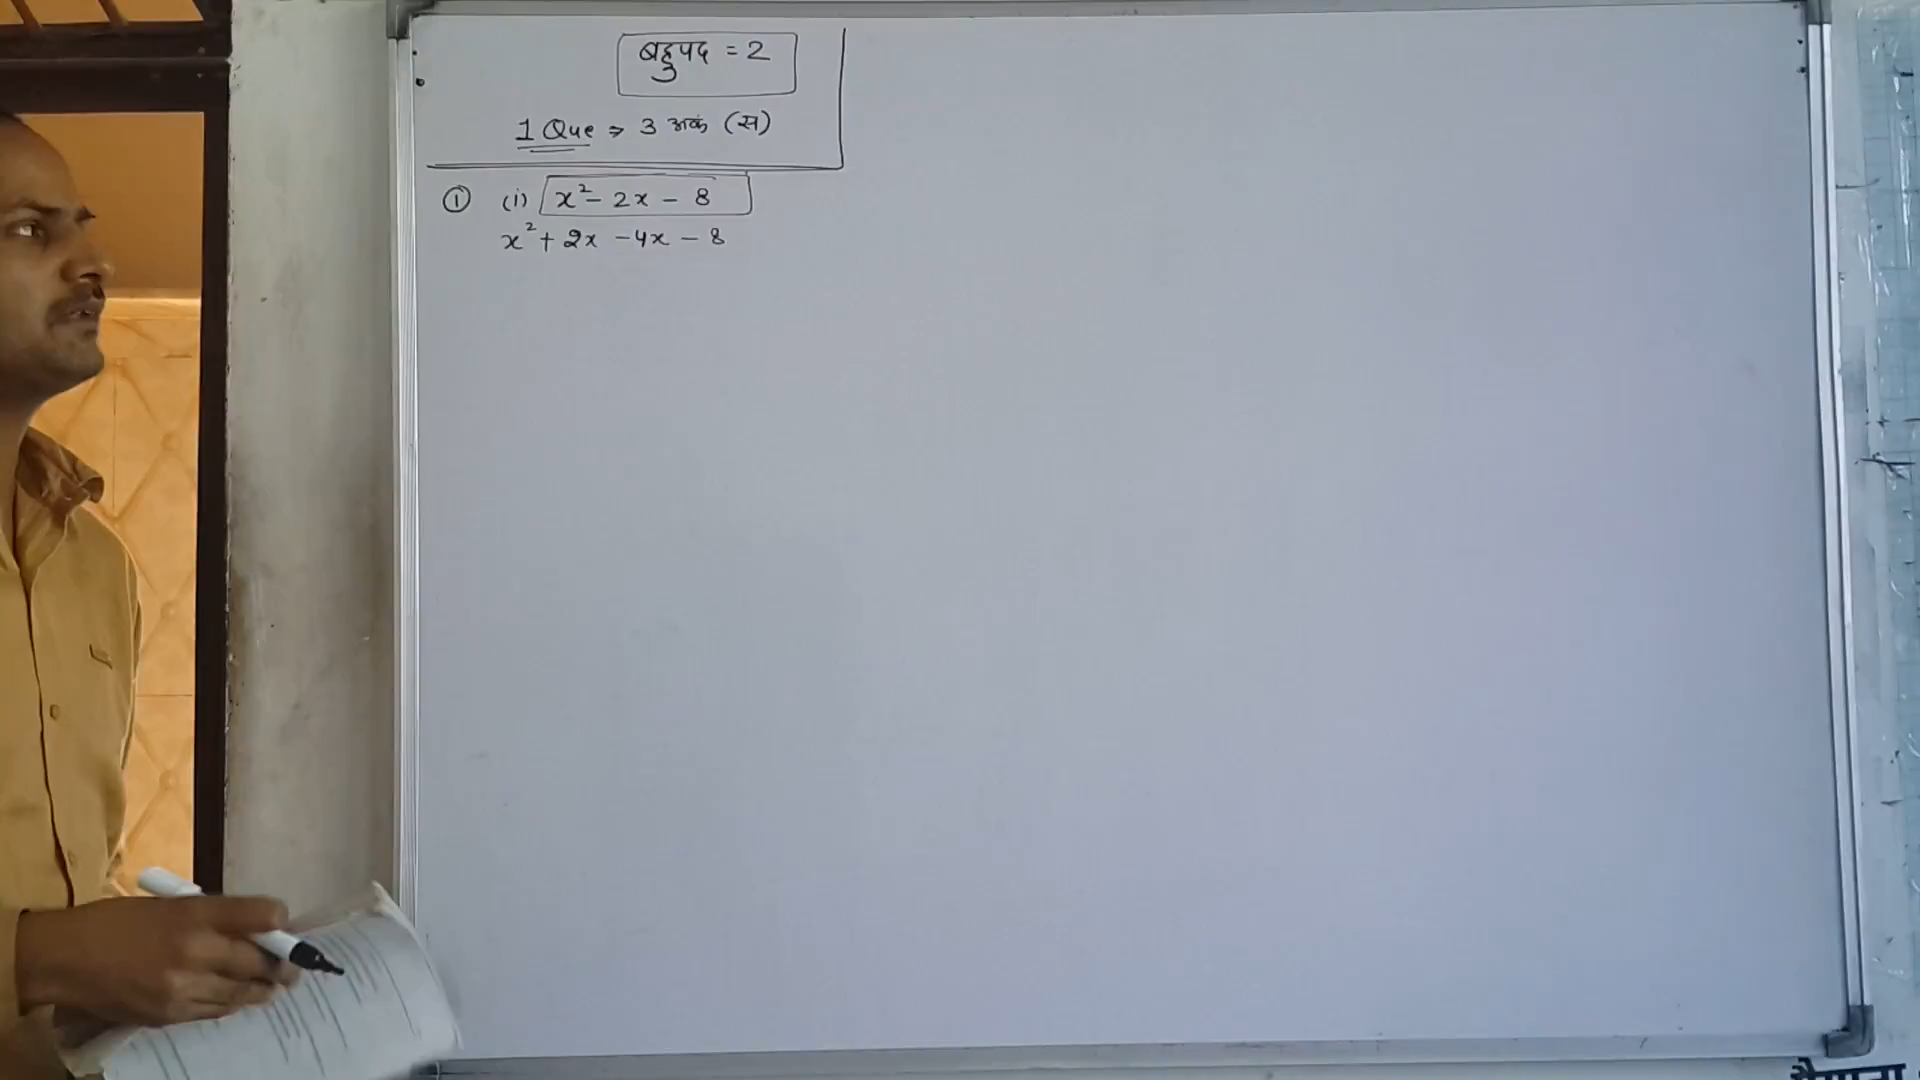 बहुपद = 2
1 Que ⇒ 3 अंक (स)
① (i) x² - 2x - 8
x² + 2x - 4x - 8